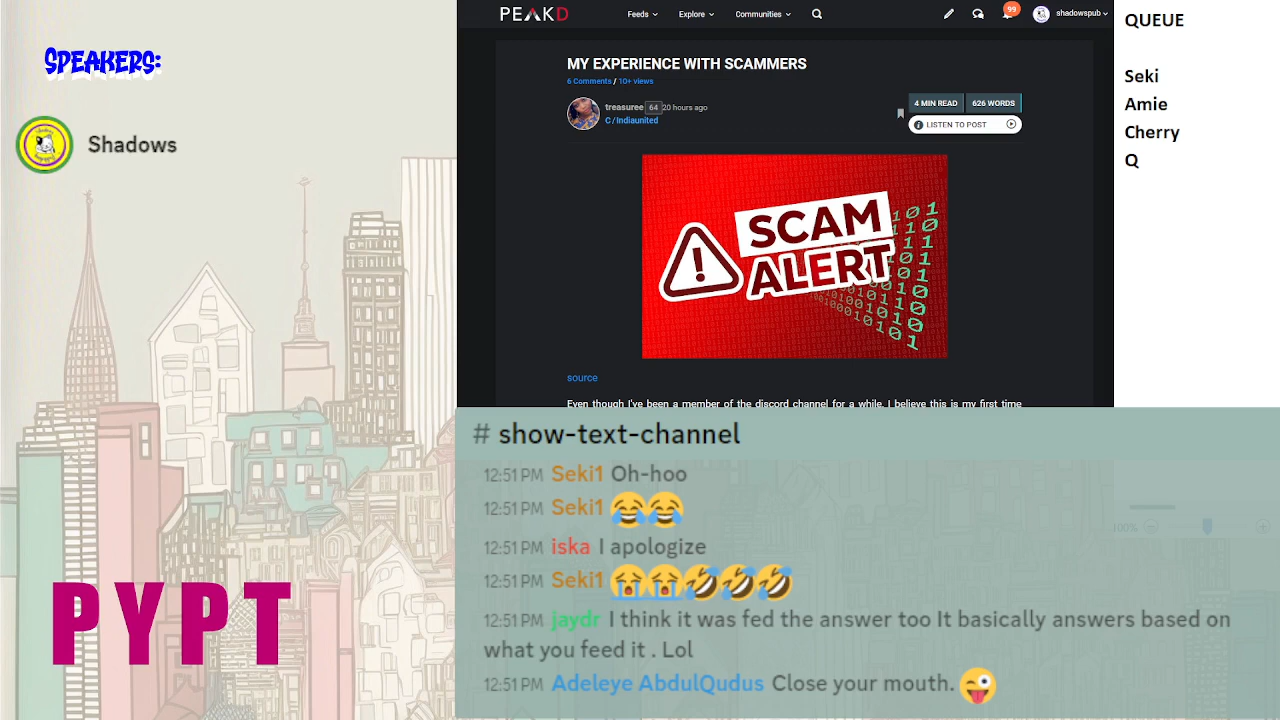 SPEAKERS:
Shadows
PYPT
PEAKD
Feeds
Explore
Communities
99
shadowspub
MY EXPERIENCE WITH SCAMMERS
6 Comments / 10+ views
treasuree 64 20 hours ago
C / Indiaunited
4 MIN READ 626 WORDS
LISTEN TO POST
SCAM
ALERT
source
Even though I've been a member of the discord channel for a while, I believe this is my first time
QUEUE
Seki
Amie
Cherry
Q
# show-text-channel
12:51 PM Seki1 Oh-hoo
12:51 PM Seki1 😂😂
12:51 PM iska I apologize
12:51 PM Seki1 😭😭🤣🤣🤣
12:51 PM jaydr I think it was fed the answer too It basically answers based on
what you feed it . Lol
12:51 PM Adeleye AbdulQudus Close your mouth. 😜
100%